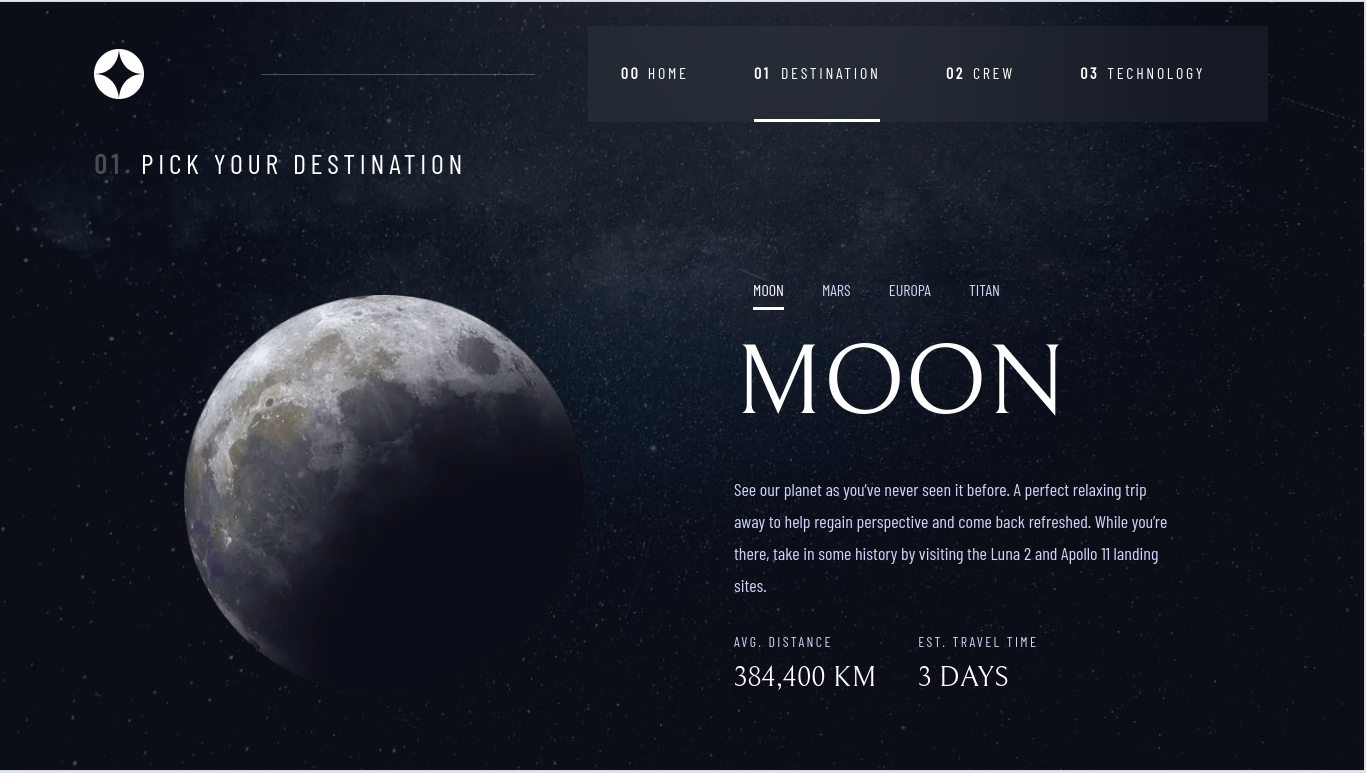 00 HOME 01 DESTINATION 02 CREW 03 TECHNOLOGY
01. PICK YOUR DESTINATION
MOON MARS EUROPA TITAN
MOON
See our planet as you’ve never seen it before. A perfect relaxing trip
away to help regain perspective and come back refreshed. While you’re
there, take in some history by visiting the Luna 2 and Apollo 11 landing
sites.
AVG. DISTANCE EST. TRAVEL TIME
384,400 KM 3 DAYS